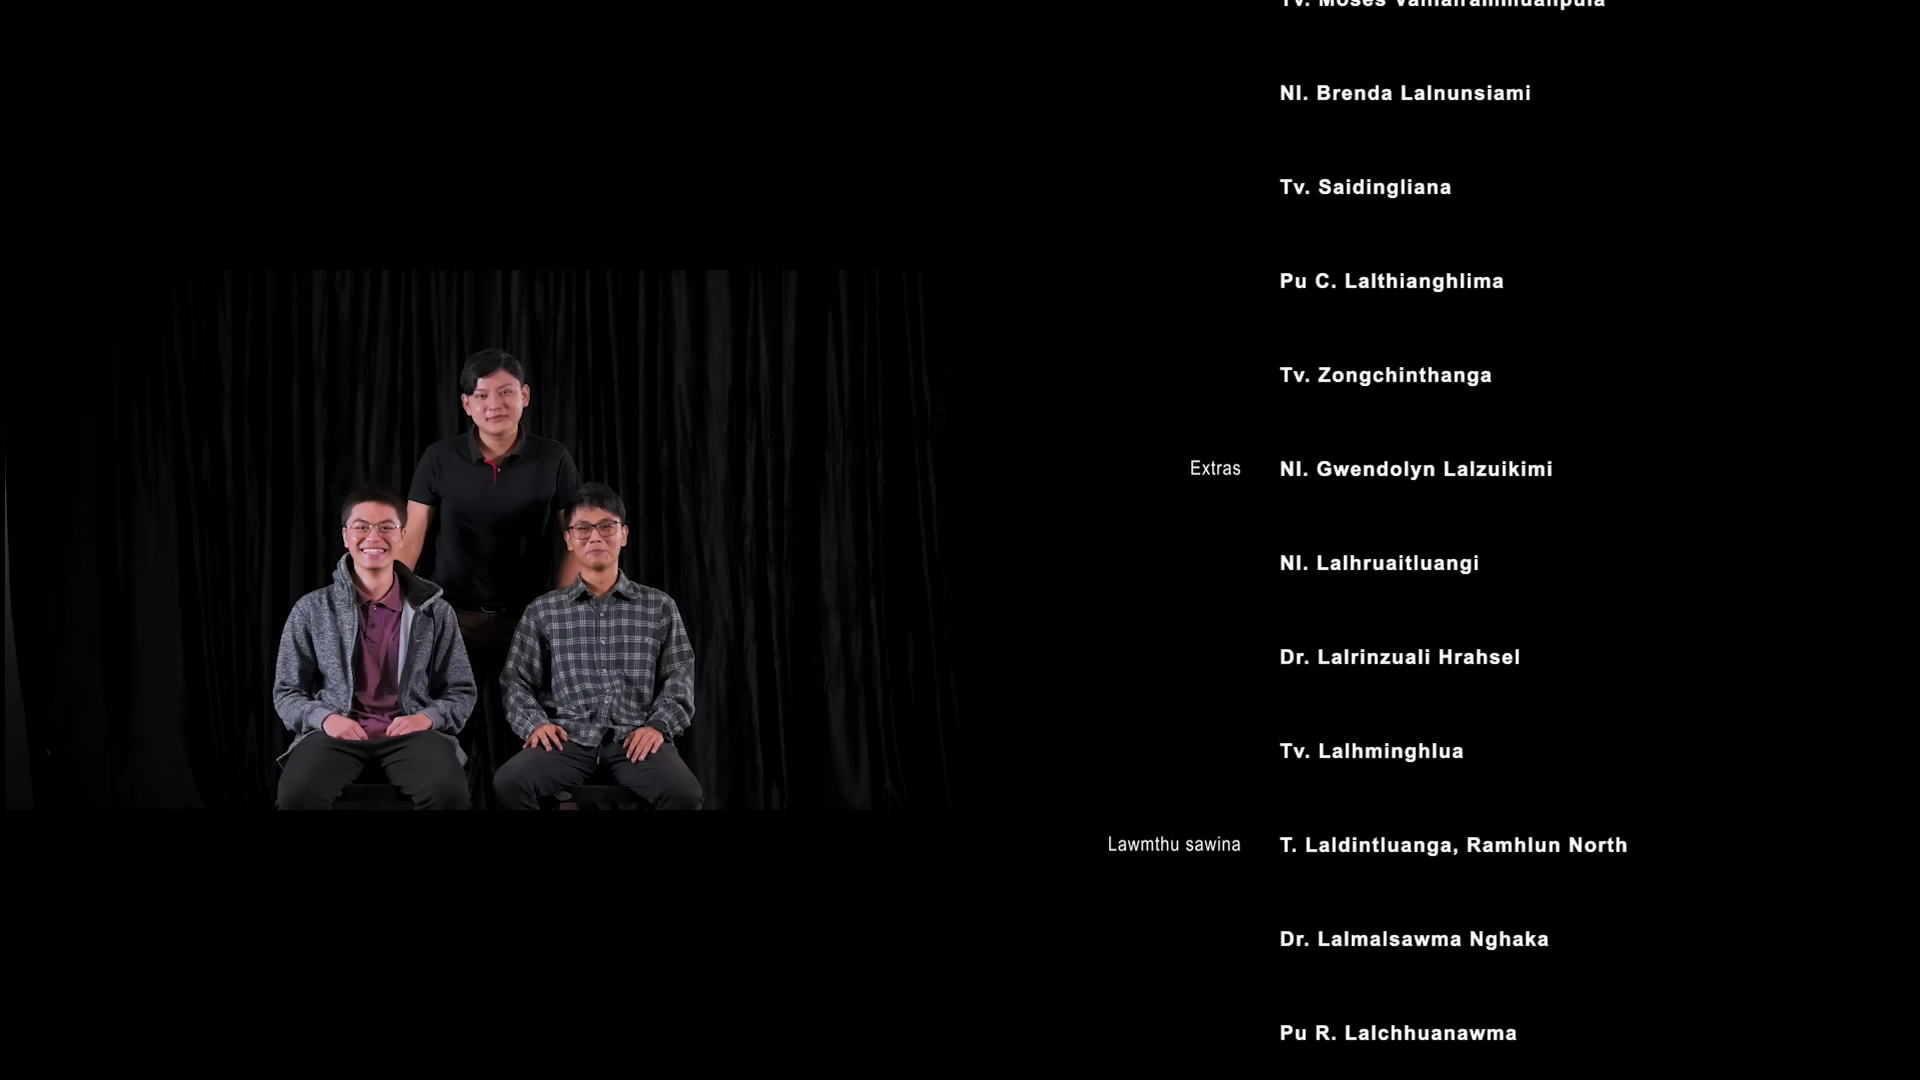 Nl. Brenda Lalnunsiami
Tv. Saidingliana
Pu C. Lalthianghlima
Tv. Zongchinthanga
Extras Nl. Gwendolyn Lalzuikimi
Nl. Lalhruaitluangi
Dr. Lalrinzuali Hrahsel
Tv. Lalhminghlua
Lawmthu sawina T. Laldintluanga, Ramhlun North
Dr. Lalmalsawma Nghaka
Pu R. Lalchhuanawma